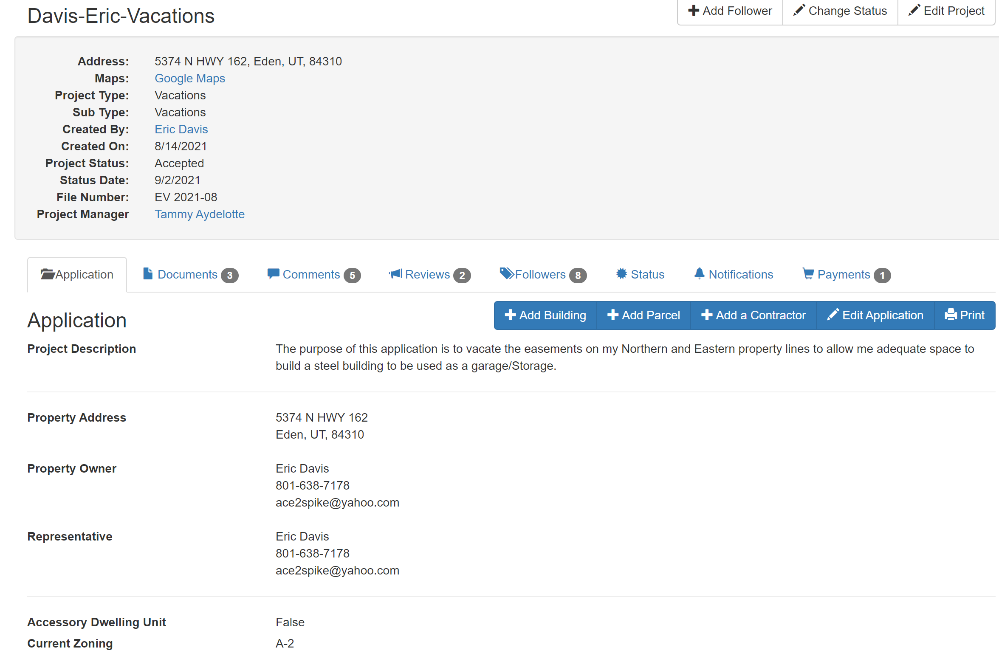 Davis-Eric-Vacations
Add Follower Change Status Edit Project
Address: 5374 N HWY 162, Eden, UT, 84310
Maps: Google Maps
Project Type: Vacations
Sub Type: Vacations
Created By: Eric Davis
Created On: 8/14/2021
Project Status: Accepted
Status Date: 9/2/2021
File Number: EV 2021-08
Project Manager Tammy Aydelotte
Application Documents 3 Comments 5 Reviews 2 Followers 8 Status Notifications Payments 1
Application
Add Building Add Parcel Add a Contractor Edit Application Print
Project Description The purpose of this application is to vacate the easements on my Northern and Eastern property lines to allow me adequate space to
build a steel building to be used as a garage/Storage.
Property Address 5374 N HWY 162
Eden, UT, 84310
Property Owner Eric Davis
801-638-7178
ace2spike@yahoo.com
Representative Eric Davis
801-638-7178
ace2spike@yahoo.com
Accessory Dwelling Unit False
Current Zoning A-2